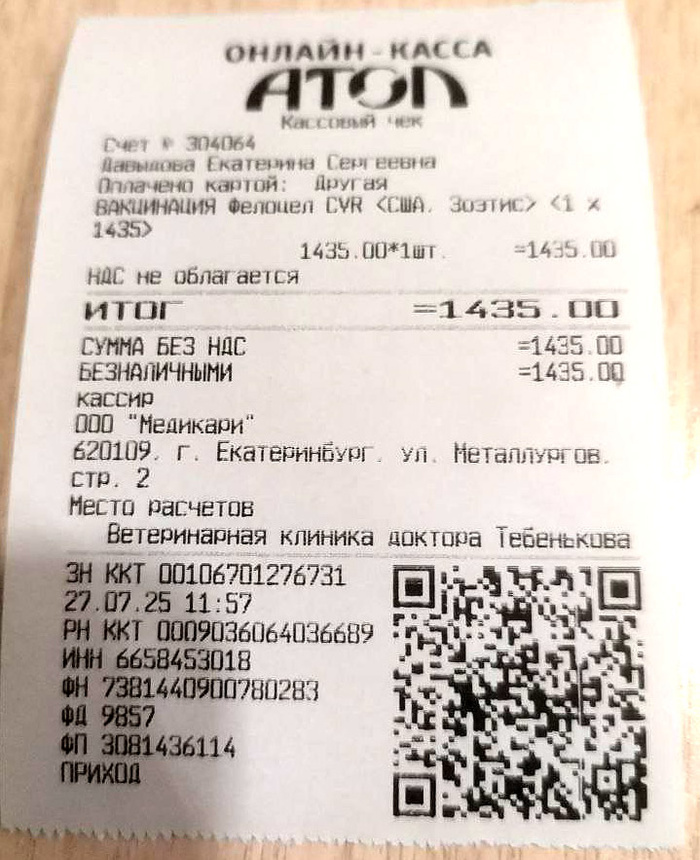 ОНЛАЙН-КАССА
АТОЛ
Кассовый чек
Счет № 304064
Давыдова Екатерина Сергеевна
Оплачено картой: Другая
ВАКЦИНАЦИЯ Фелоцел CVR <США, Зоэтис> <1 x
1435>
1435.00*1шт. =1435.00
НДС не облагается
ИТОГ =1435.00
СУММА БЕЗ НДС =1435.00
БЕЗНАЛИЧНЫМИ =1435.00
кассир
ООО "Медикари"
620109, г. Екатеринбург, ул. Металлургов,
стр. 2
Место расчетов
Ветеринарная клиника доктора Тебенькова
ЗН ККТ 00106701276731
27.07.25 11:57
РН ККТ 0009036064036689
ИНН 6658453018
ФН 7381440900780283
ФД 9857
ФП 3081436114
ПРИХОД